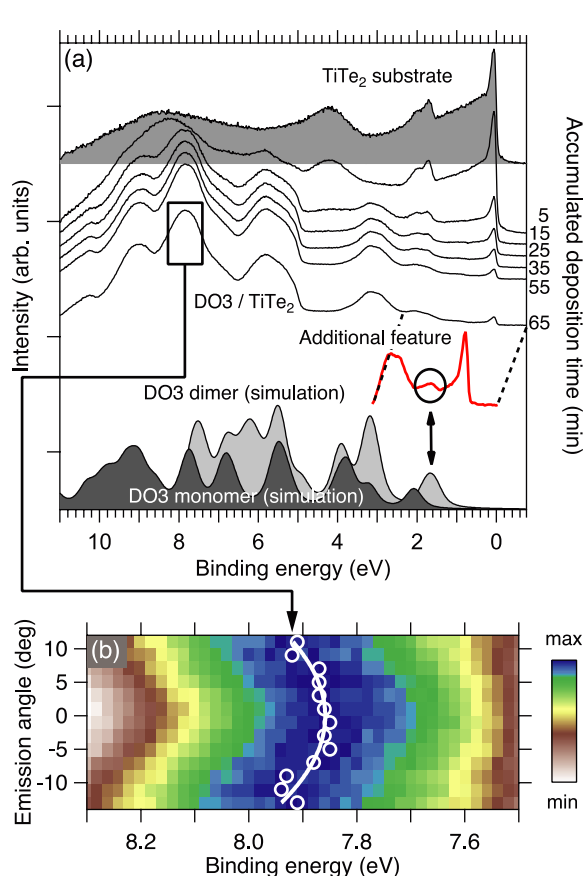 (a)
TiTe2 substrate
Intensity (arb. units)
Accumulated deposition time (min)
5
15
25
35
55
65
DO3 / TiTe2
Additional feature
DO3 dimer (simulation)
DO3 monomer (simulation)
10 8 6 4 2 0
Binding energy (eV)
(b)
Emission angle (deg)
10
5
0
-5
-10
max
min
8.2 8.0 7.8 7.6
Binding energy (eV)